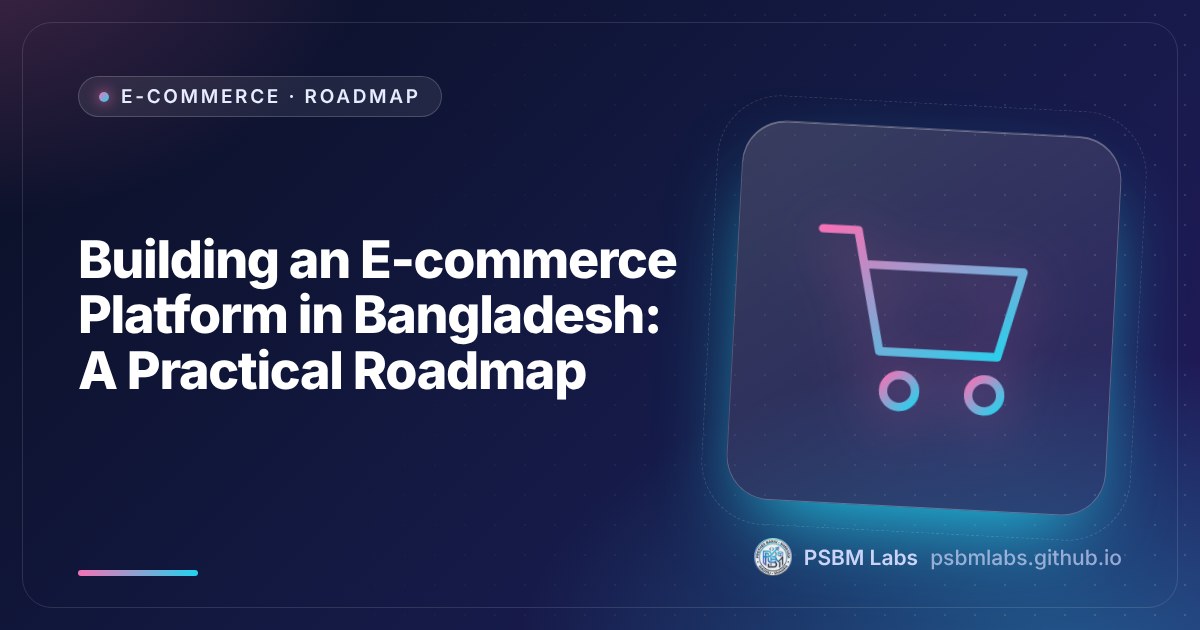 E-COMMERCE · ROADMAP
Building an E-commerce
Platform in Bangladesh:
A Practical Roadmap
PSBM Labs psbmlabs.github.io